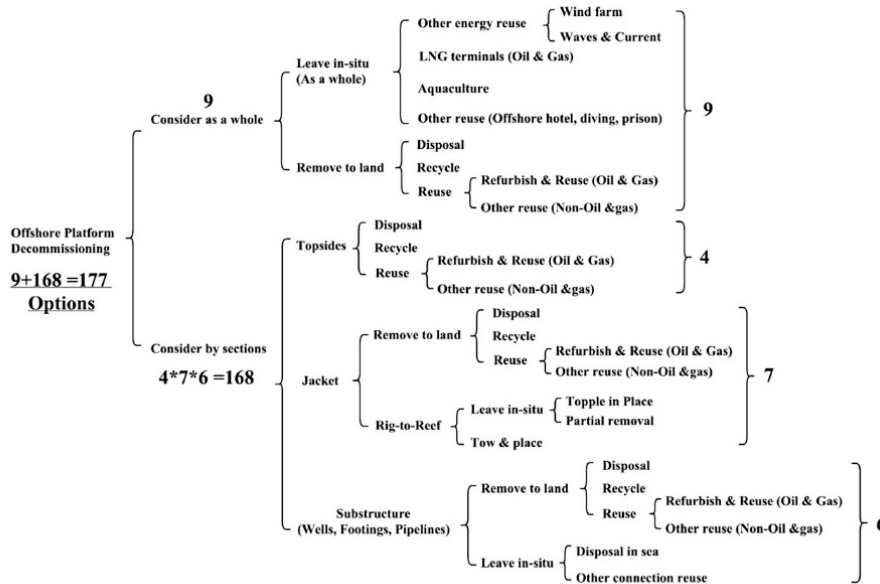 Offshore Platform
Decommissioning
9+168 =177
Options
9
Consider as a whole
Leave in-situ
(As a whole)
Other energy reuse
Wind farm
Waves & Current
LNG terminals (Oil & Gas)
Aquaculture
Other reuse (Offshore hotel, diving, prison)
Remove to land
Disposal
Recycle
Reuse
Refurbish & Reuse (Oil & Gas)
Other reuse (Non-Oil &gas)
9
Consider by sections
4*7*6 =168
Topsides
Disposal
Recycle
Reuse
Refurbish & Reuse (Oil & Gas)
Other reuse (Non-Oil &gas)
4
Jacket
Remove to land
Disposal
Recycle
Reuse
Refurbish & Reuse (Oil & Gas)
Other reuse (Non-Oil &gas)
Rig-to-Reef
Leave in-situ
Topple in Place
Partial removal
Tow & place
7
Substructure
(Wells, Footings, Pipelines)
Remove to land
Disposal
Recycle
Reuse
Refurbish & Reuse (Oil & Gas)
Other reuse (Non-Oil &gas)
Leave in-situ
Disposal in sea
Other connection reuse